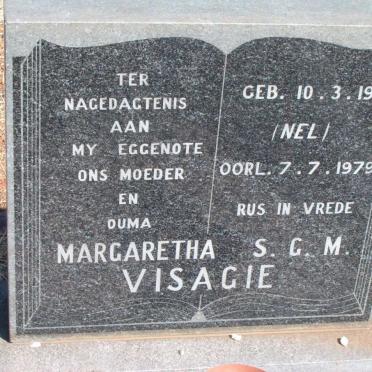 TER
NAGEDAGTENIS
AAN
MY EGGENOTE
ONS MOEDER
EN
OUMA
GEB. 10.3.19
(NEL)
OORL. 7.7.1979
RUS IN VREDE
MARGARETHA S. G. M.
VISAGIE